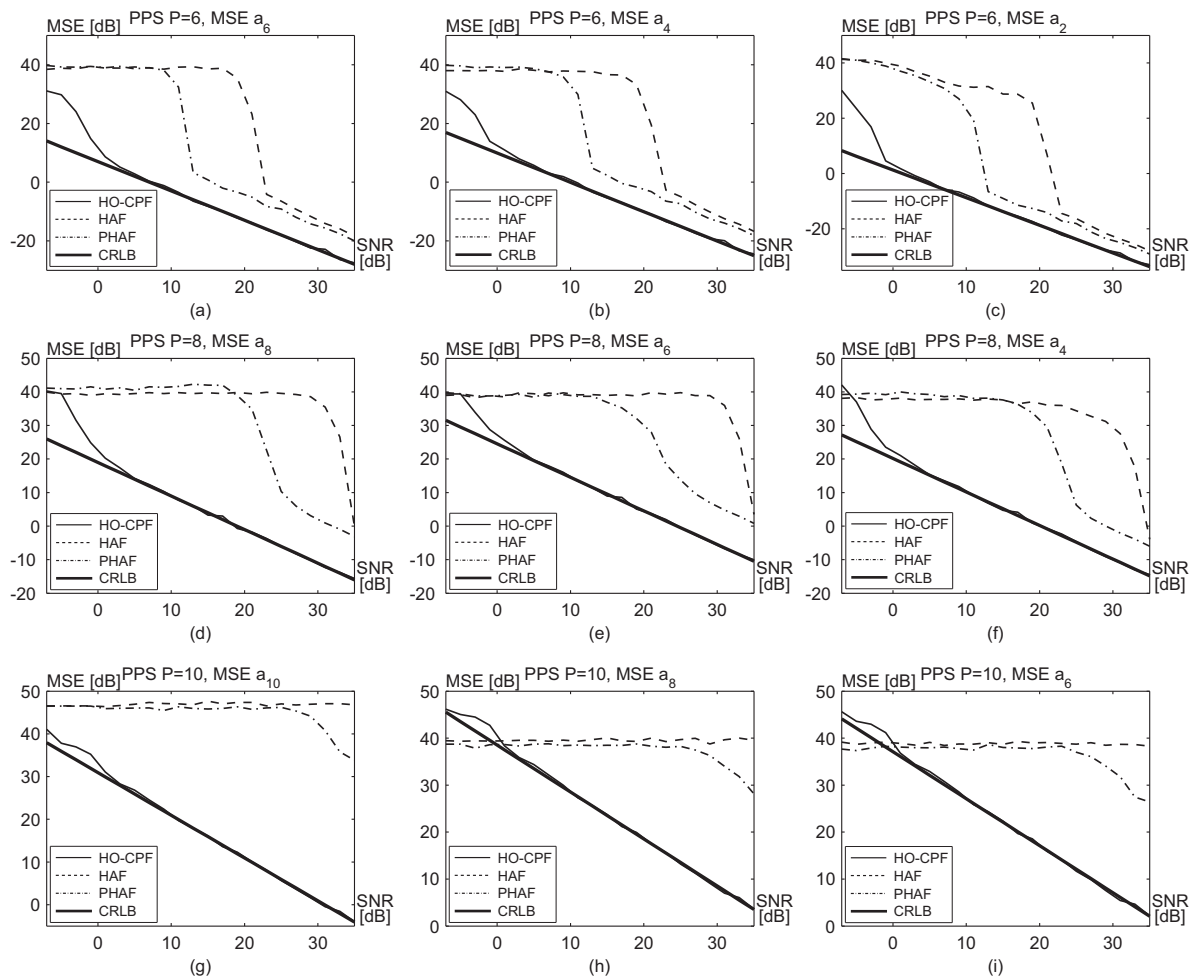 PPS P=6, MSE a6
MSE [dB]
40
20
0
-20
HO-CPF
HAF
PHAF
CRLB
SNR
[dB]
0 10 20 30
(a)
PPS P=6, MSE a4
MSE [dB]
40
20
0
-20
HO-CPF
HAF
PHAF
CRLB
SNR
[dB]
0 10 20 30
(b)
PPS P=6, MSE a2
MSE [dB]
40
20
0
-20
HO-CPF
HAF
PHAF
CRLB
SNR
[dB]
0 10 20 30
(c)
PPS P=8, MSE a8
MSE [dB]
50
40
30
20
10
0
-10
-20
HO-CPF
HAF
PHAF
CRLB
SNR
[dB]
0 10 20 30
(d)
PPS P=8, MSE a6
MSE [dB]
50
40
30
20
10
0
-10
-20
HO-CPF
HAF
PHAF
CRLB
SNR
[dB]
0 10 20 30
(e)
PPS P=8, MSE a4
MSE [dB]
50
40
30
20
10
0
-10
-20
HO-CPF
HAF
PHAF
CRLB
SNR
[dB]
0 10 20 30
(f)
PPS P=10, MSE a10
MSE [dB]
50
40
30
20
10
0
HO-CPF
HAF
PHAF
CRLB
SNR
[dB]
0 10 20 30
(g)
PPS P=10, MSE a8
MSE [dB]
50
40
30
20
10
0
HO-CPF
HAF
PHAF
CRLB
SNR
[dB]
0 10 20 30
(h)
PPS P=10, MSE a6
MSE [dB]
50
40
30
20
10
0
HO-CPF
HAF
PHAF
CRLB
SNR
[dB]
0 10 20 30
(i)